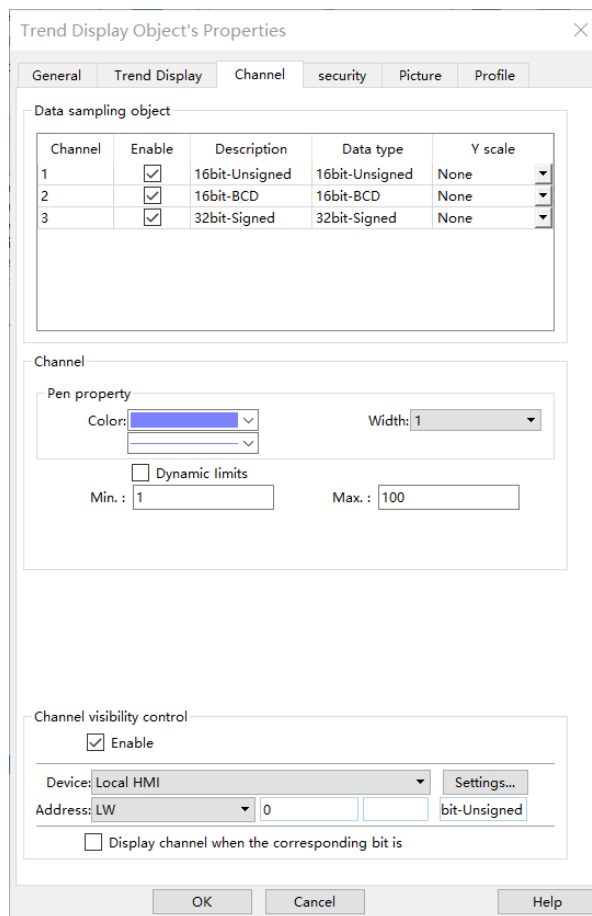 Trend Display Object's Properties
General Trend Display Channel security Picture Profile
Data sampling object
Channel Enable Description Data type Y scale
1 16bit-Unsigned 16bit-Unsigned None
2 16bit-BCD 16bit-BCD None
3 32bit-Signed 32bit-Signed None
Channel
Pen property
Color: Width: 1
Dynamic limits
Min. : 1 Max. : 100
Channel visibility control
Enable
Device: Local HMI Settings...
Address: LW 0 bit-Unsigned
Display channel when the corresponding bit is
OK Cancel Help